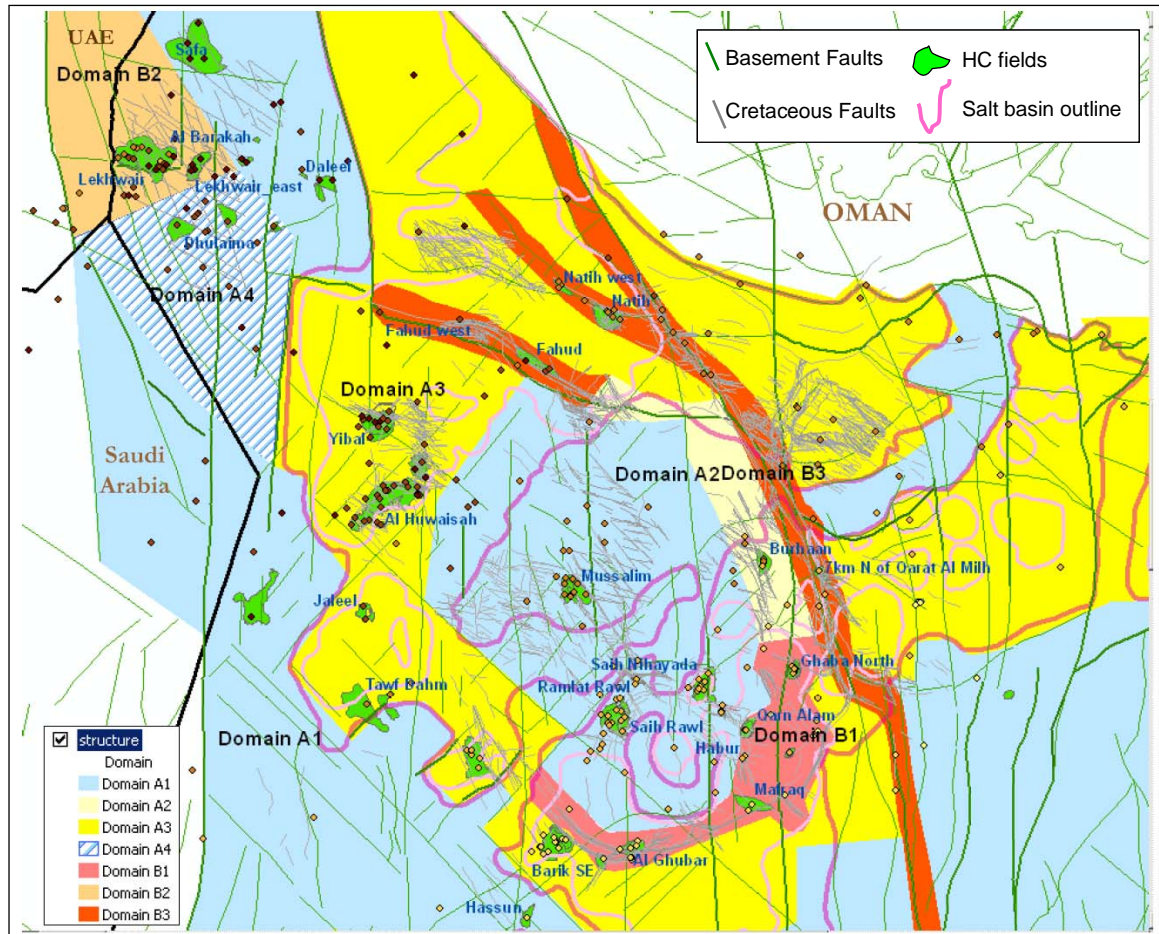 UAE
Safa
Domain B2
Al Barakah
Daleel
Lekhwair
Lekhwair east
Dhulaima
Domain A4
OMAN
Natih west
Natih
Fahud west
Fahud
Domain A3
Yibal
Saudi
Arabia
Domain A2
Domain B3
Al Huwaisah
Burhaan
7km N of Qarat Al Milh
Mussalim
Jaleel
Saih Nihayada
Ghaba North
Ramlat Rawl
Tawf Dahm
Saih Rawl
Qarn Alam
Habur
Domain B1
Domain A1
Mafraq
Barik SE
Al Ghubar
Hassun
Basement Faults
HC fields
Cretaceous Faults
Salt basin outline
structure
Domain
Domain A1
Domain A2
Domain A3
Domain A4
Domain B1
Domain B2
Domain B3